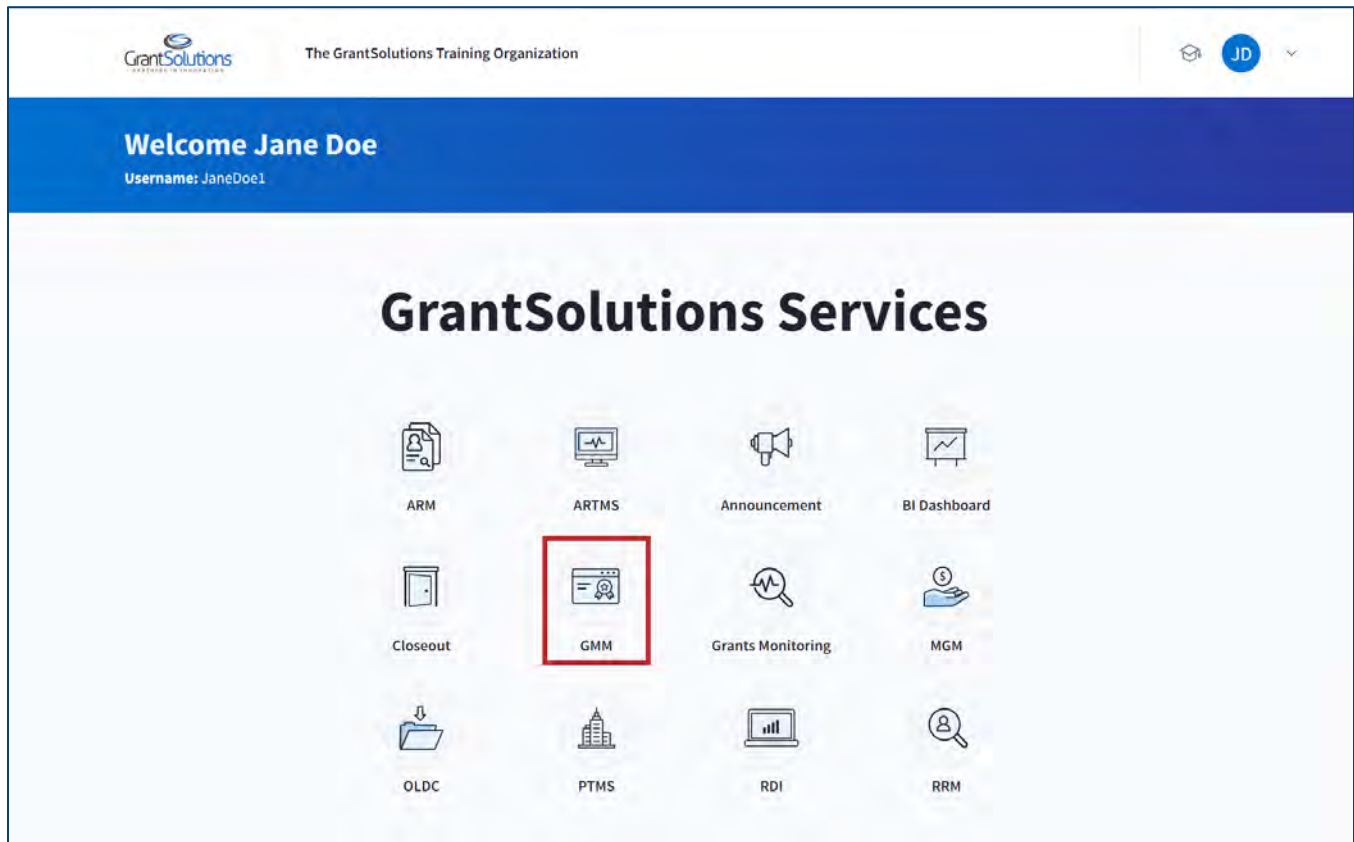 GrantSolutions
The GrantSolutions Training Organization
JD
Welcome Jane Doe
Username: JaneDoe1
GrantSolutions Services
ARM
ARTMS
Announcement
BI Dashboard
Closeout
GMM
Grants Monitoring
MGM
OLDC
PTMS
RDI
RRM